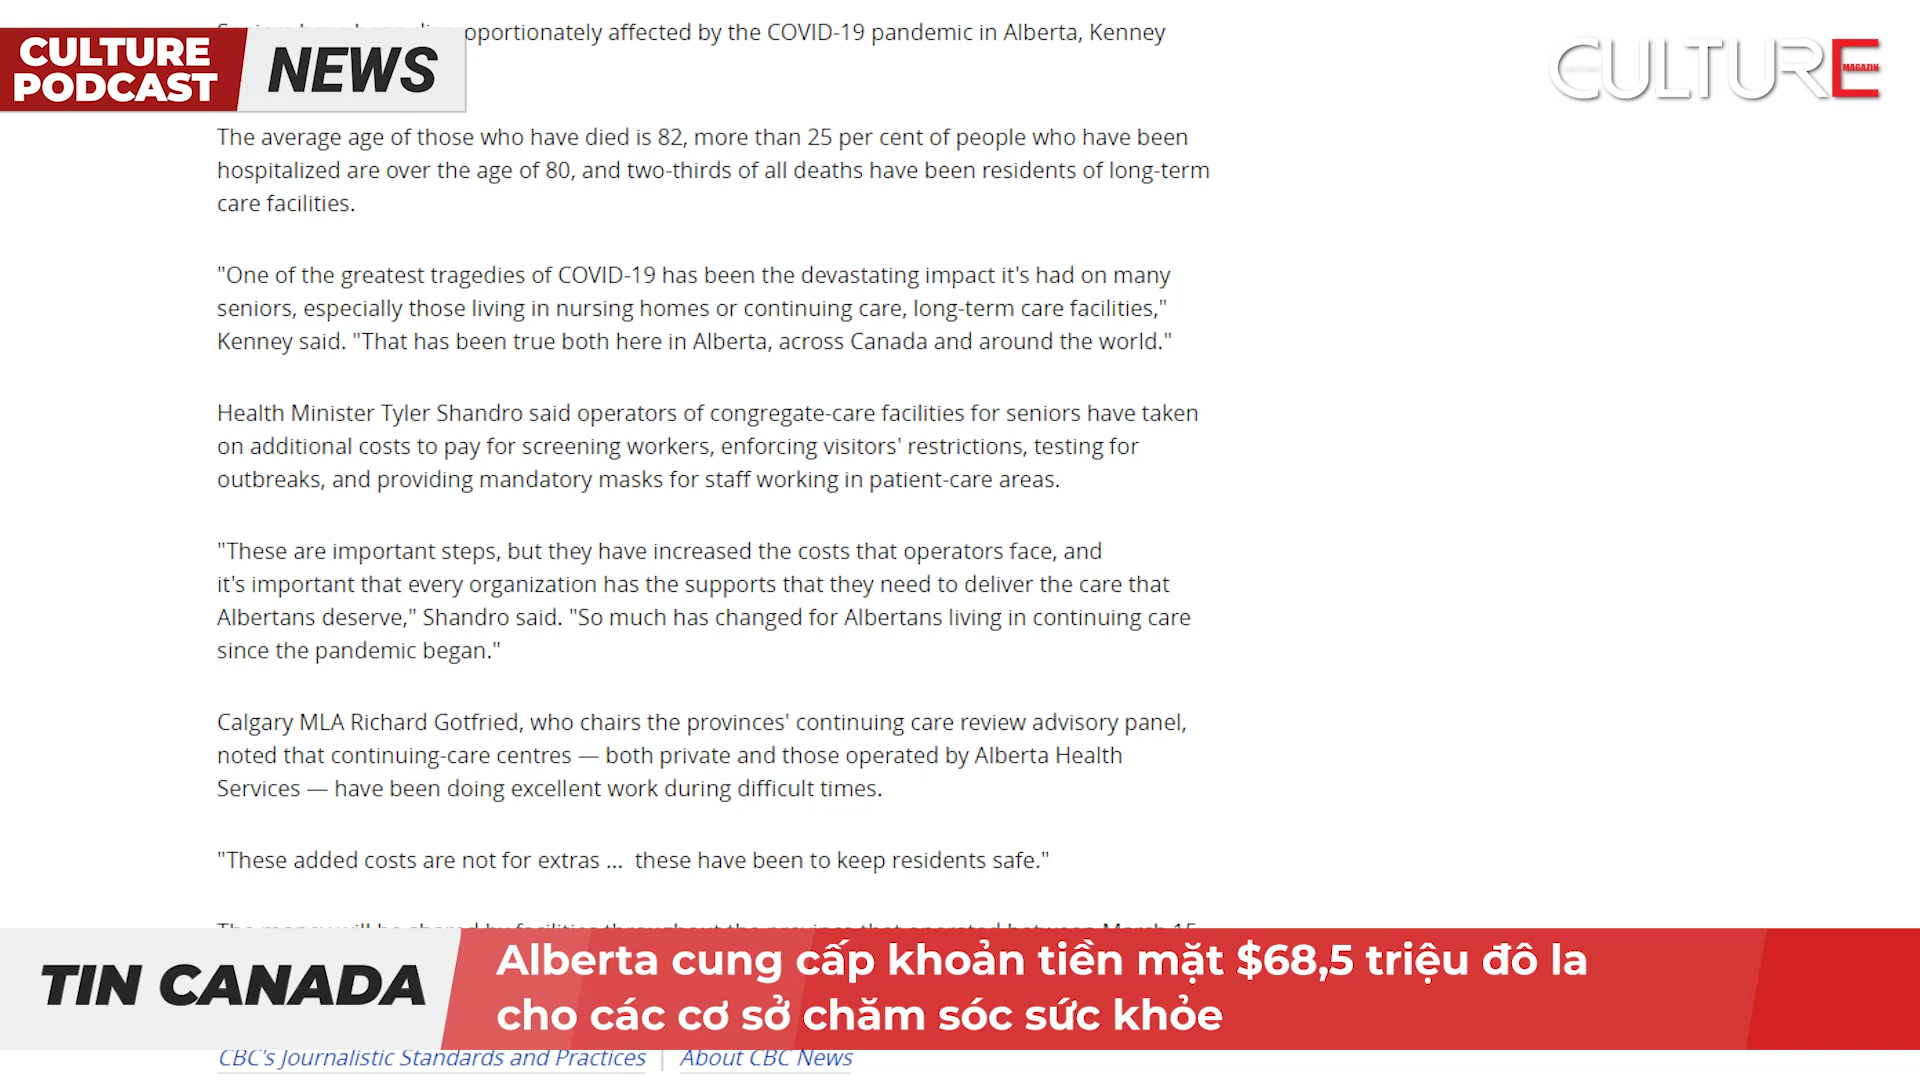 oportionately affected by the COVID-19 pandemic in Alberta, Kenney
CULTURE
PODCAST
NEWS
CULTURE
MAGAZIN
The average age of those who have died is 82, more than 25 per cent of people who have been
hospitalized are over the age of 80, and two-thirds of all deaths have been residents of long-term
care facilities.
"One of the greatest tragedies of COVID-19 has been the devastating impact it's had on many
seniors, especially those living in nursing homes or continuing care, long-term care facilities,"
Kenney said. "That has been true both here in Alberta, across Canada and around the world."
Health Minister Tyler Shandro said operators of congregate-care facilities for seniors have taken
on additional costs to pay for screening workers, enforcing visitors' restrictions, testing for
outbreaks, and providing mandatory masks for staff working in patient-care areas.
"These are important steps, but they have increased the costs that operators face, and
it's important that every organization has the supports that they need to deliver the care that
Albertans deserve," Shandro said. "So much has changed for Albertans living in continuing care
since the pandemic began."
Calgary MLA Richard Gotfried, who chairs the provinces' continuing care review advisory panel,
noted that continuing-care centres — both private and those operated by Alberta Health
Services — have been doing excellent work during difficult times.
"These added costs are not for extras ... these have been to keep residents safe."
TIN CANADA
Alberta cung cấp khoản tiền mặt $68,5 triệu đô la
cho các cơ sở chăm sóc sức khỏe
CBC's Journalistic Standards and Practices | About CBC News